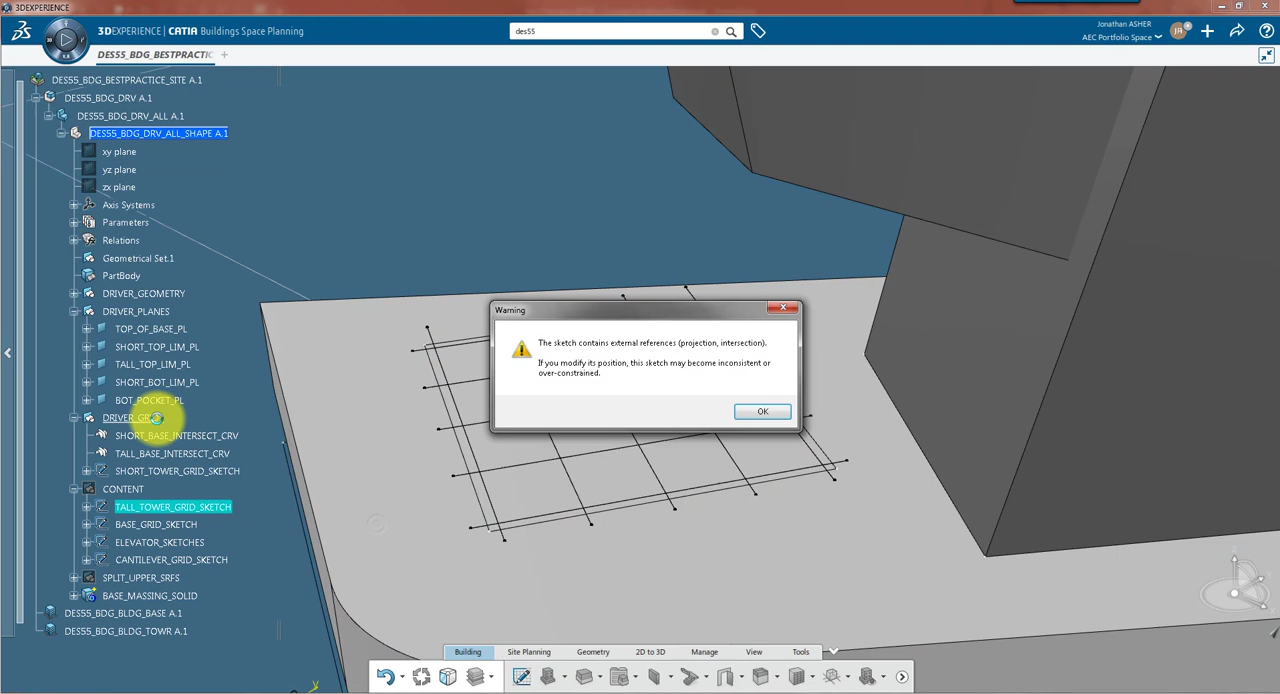 3DEXPERIENCE
3DEXPERIENCE | CATIA Buildings Space Planning
des55
Jonathan ASHER
AEC Portfolio Space
JA
DES55_BDG_BESTPRACTIC
DES55_BDG_BESTPRACTICE_SITE A.1
DES55_BDG_DRV A.1
DES55_BDG_DRV_ALL A.1
DES55_BDG_DRV_ALL_SHAPE A.1
xy plane
yz plane
zx plane
Axis Systems
Parameters
Relations
Geometrical Set.1
PartBody
DRIVER_GEOMETRY
DRIVER_PLANES
TOP_OF_BASE_PL
SHORT_TOP_LIM_PL
TALL_TOP_LIM_PL
SHORT_BOT_LIM_PL
BOT_POCKET_PL
SHORT_BASE_INTERSECT_CRV
TALL_BASE_INTERSECT_CRV
SHORT_TOWER_GRID_SKETCH
CONTENT
TALL_TOWER_GRID_SKETCH
BASE_GRID_SKETCH
ELEVATOR_SKETCHES
CANTILEVER_GRID_SKETCH
SPLIT_UPPER_SRFS
BASE_MASSING_SOLID
DES55_BDG_BLDG_BASE A.1
DES55_BDG_BLDG_TOWR A.1
Warning
The sketch contains external references (projection, intersection).
If you modify its position, this sketch may become inconsistent or
over-constrained.
OK
Building Site Planning Geometry 2D to 3D Manage View Tools